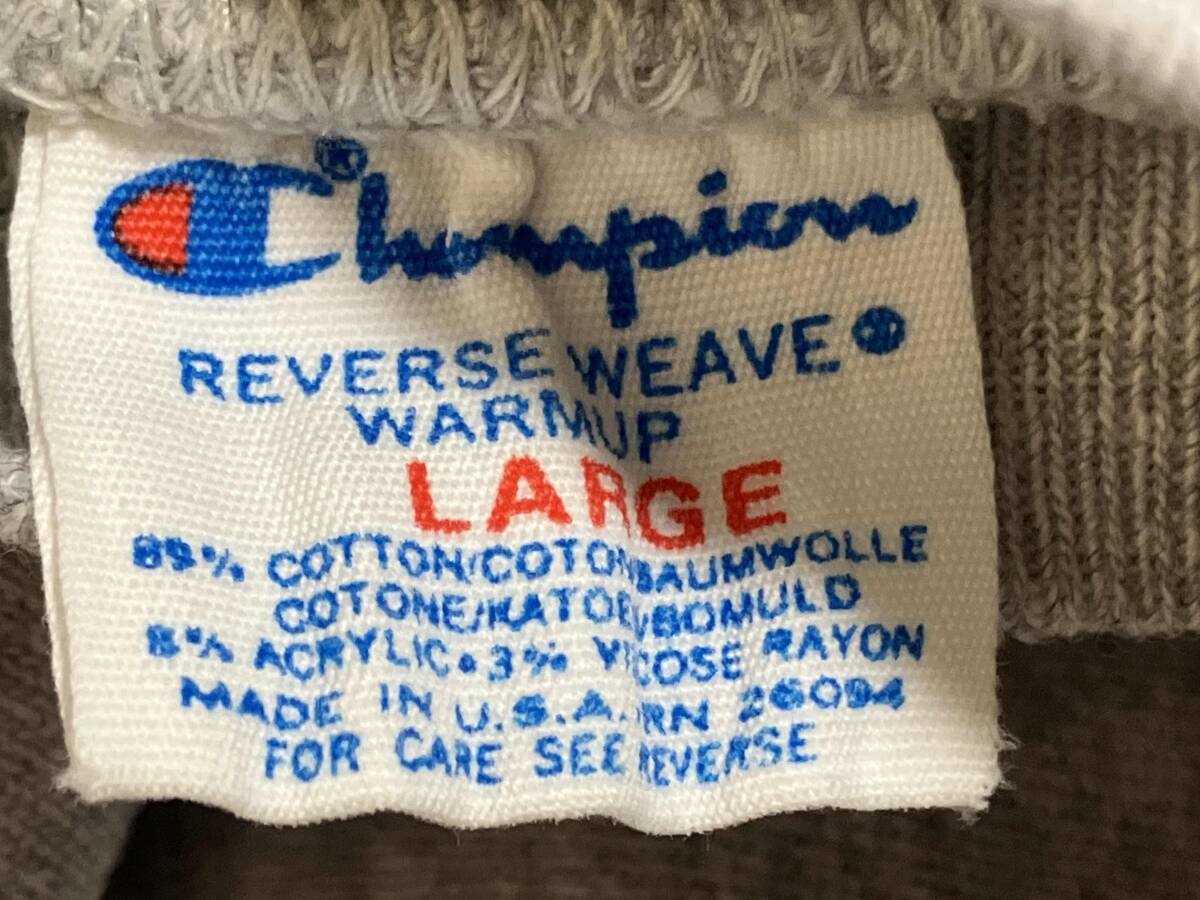 Champion®
REVERSE WEAVE®
WARMUP
LARGE
89% COTTON/COTON/BAUMWOLLE
COTONE/KATOEN/BOMULD
8% ACRYLIC • 3% VISCOSE RAYON
MADE IN U.S.A. RN 26094
FOR CARE SEE REVERSE